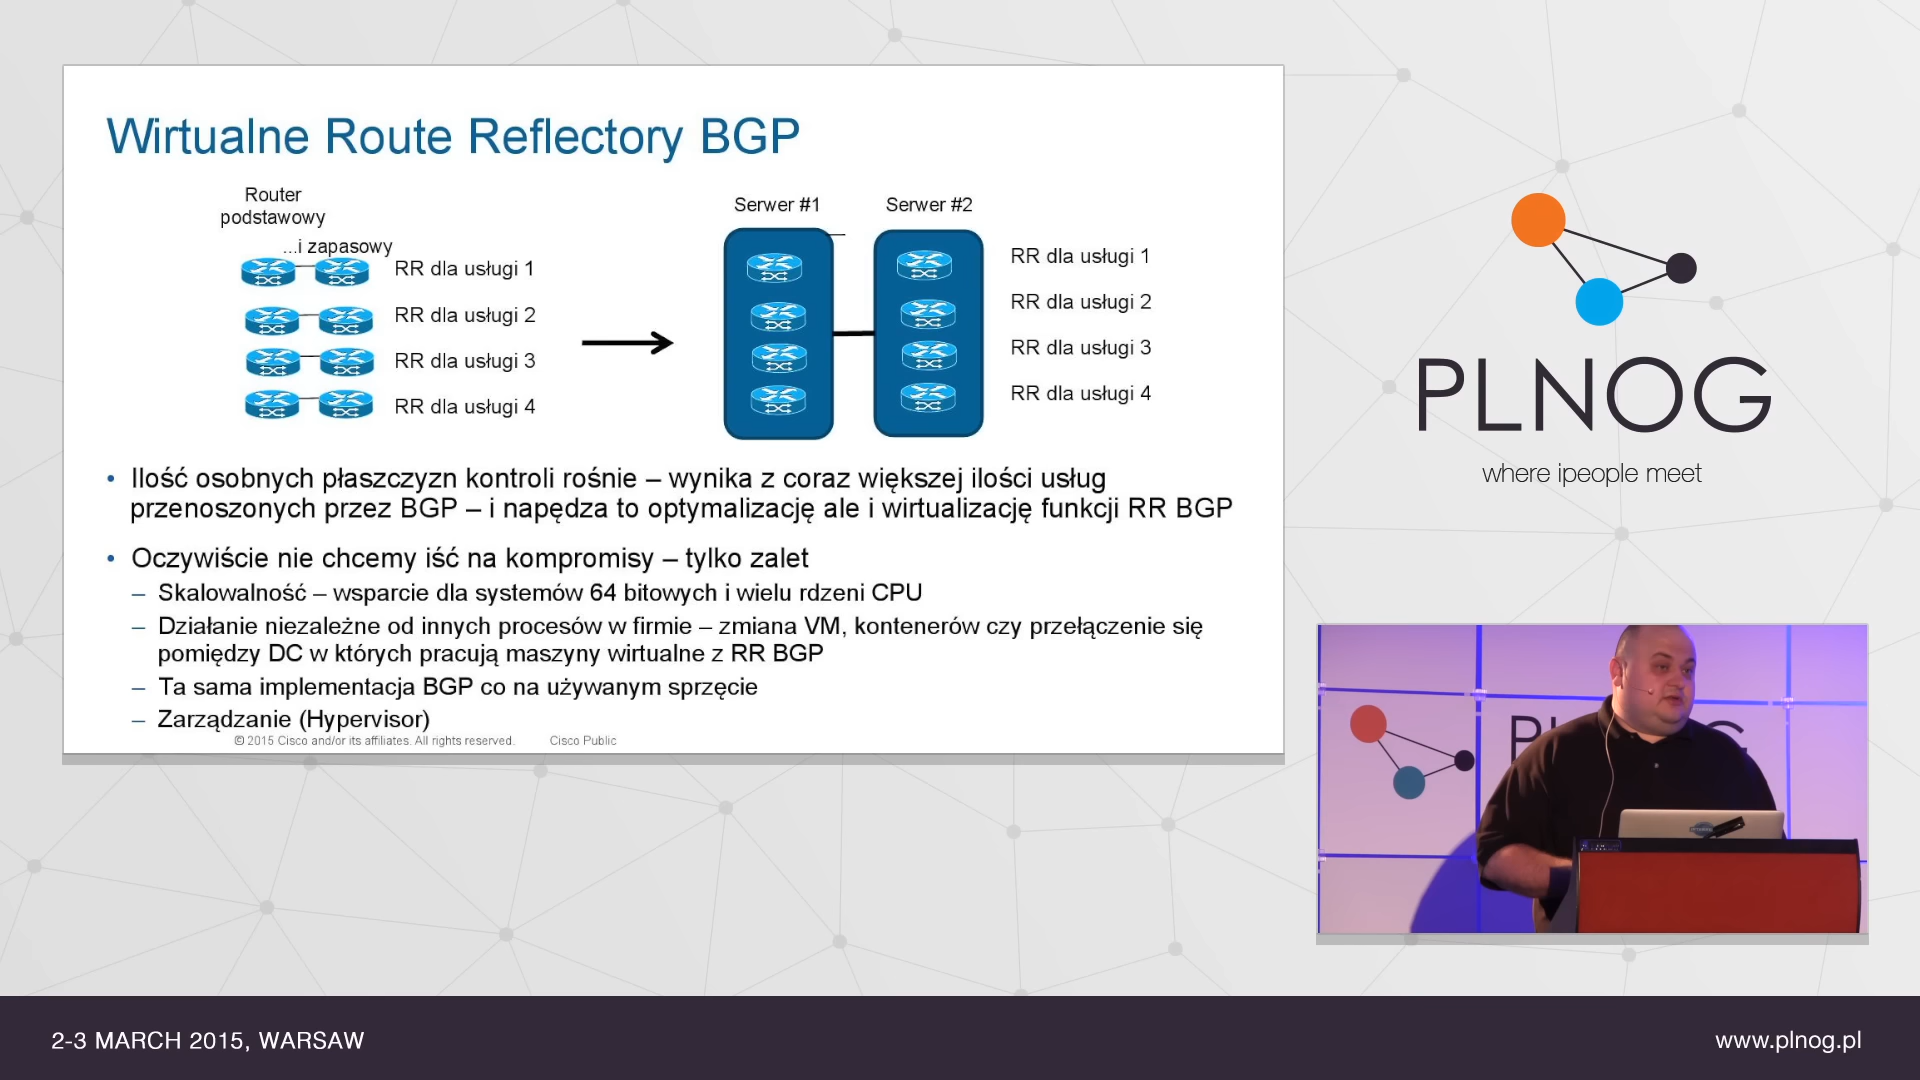 Wirtualne Route Reflectory BGP
Router
podstawowy
...i zapasowy
RR dla usługi 1
RR dla usługi 2
RR dla usługi 3
RR dla usługi 4
Serwer #1
Serwer #2
RR dla usługi 1
RR dla usługi 2
RR dla usługi 3
RR dla usługi 4
• Ilość osobnych płaszczyzn kontroli rośnie – wynika z coraz większej ilości usług
przenoszonych przez BGP – i napędza to optymalizację ale i wirtualizację funkcji RR BGP
• Oczywiście nie chcemy iść na kompromisy – tylko zalet
– Skalowalność – wsparcie dla systemów 64 bitowych i wielu rdzeni CPU
– Działanie niezależne od innych procesów w firmie – zmiana VM, kontenerów czy przełączenie się
pomiędzy DC w których pracują maszyny wirtualne z RR BGP
– Ta sama implementacja BGP co na używanym sprzęcie
– Zarządzanie (Hypervisor)
© 2015 Cisco and/or its affiliates. All rights reserved.
Cisco Public
PLNOG
where ipeople meet
2-3 MARCH 2015, WARSAW
www.plnog.pl